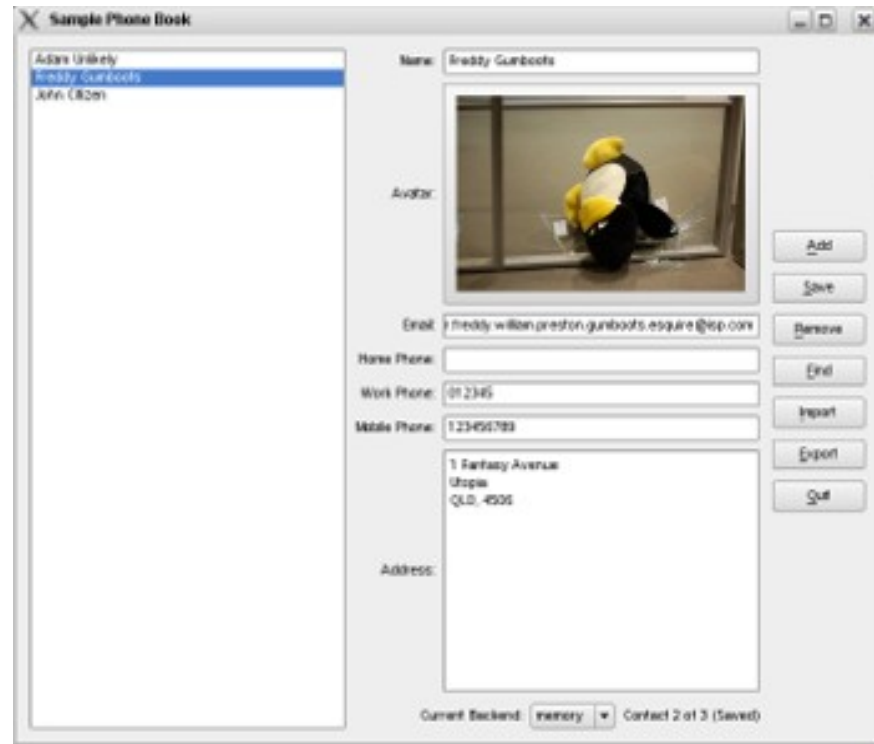 Sample Phone Book
Adam Unlikely
Freddy Gumboots
John Citizen
Name: Freddy Gumboots
Avatar:
Email: freddy.william.preston.gumboots.esquire@isp.com
Home Phone:
Work Phone: 012345
Mobile Phone: 123456789
Address: 1 Fantasy Avenue
Utopia
QLD, 4506
Add
Save
Remove
Find
Import
Export
Quit
Current Backend: memory Contact 2 of 3 (Saved)